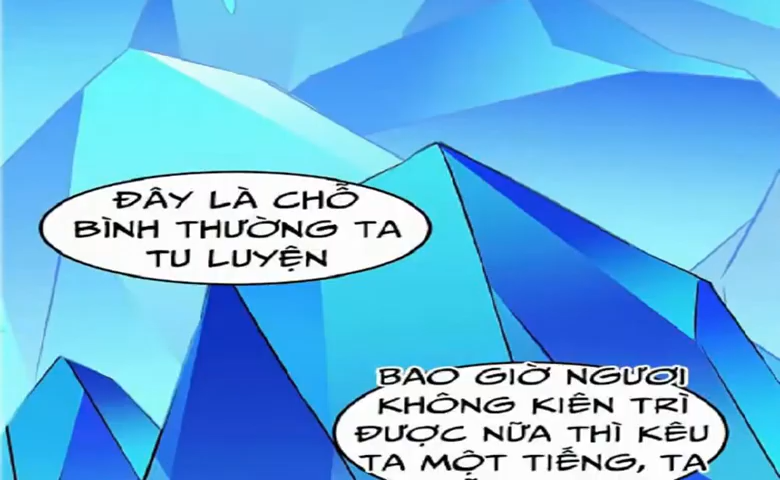 ĐÂY LÀ CHỖ
BÌNH THƯỜNG TA
TU LUYỆN
BAO GIỜ NGƯƠI
KHÔNG KIÊN TRÌ
ĐƯỢC NỮA THÌ KÊU
TA MỘT TIẾNG, TA